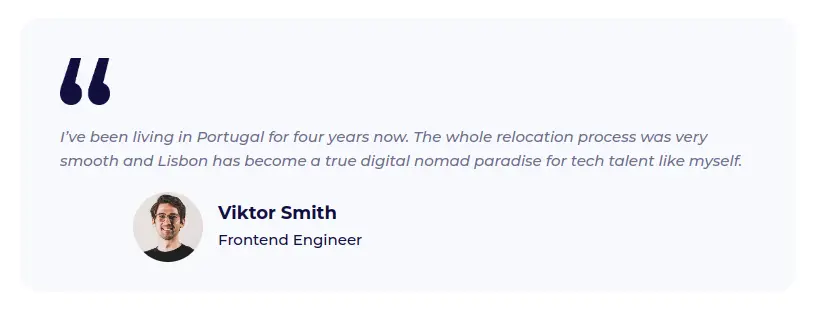 “
I’ve been living in Portugal for four years now. The whole relocation process was very
smooth and Lisbon has become a true digital nomad paradise for tech talent like myself.
Viktor Smith
Frontend Engineer